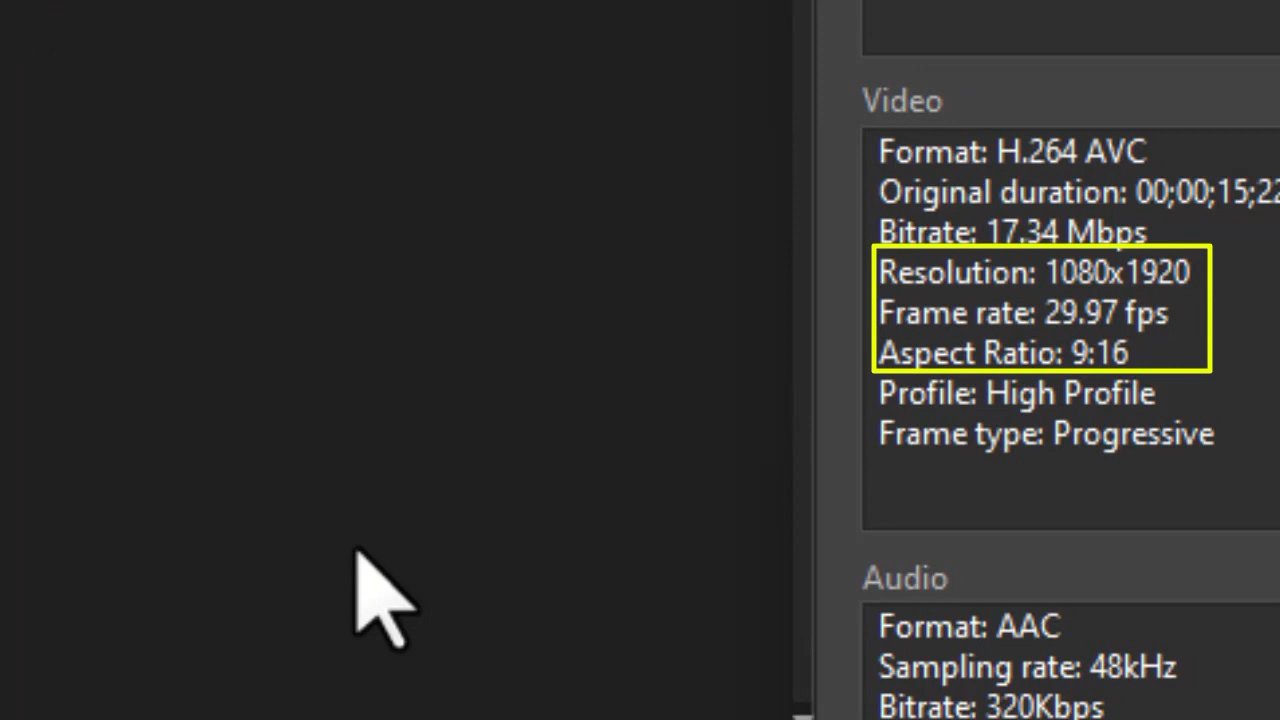 Video
Format: H.264 AVC
Original duration: 00;00;15;22
Bitrate: 17.34 Mbps
Resolution: 1080x1920
Frame rate: 29.97 fps
Aspect Ratio: 9:16
Profile: High Profile
Frame type: Progressive
Audio
Format: AAC
Sampling rate: 48kHz
Bitrate: 320Kbps